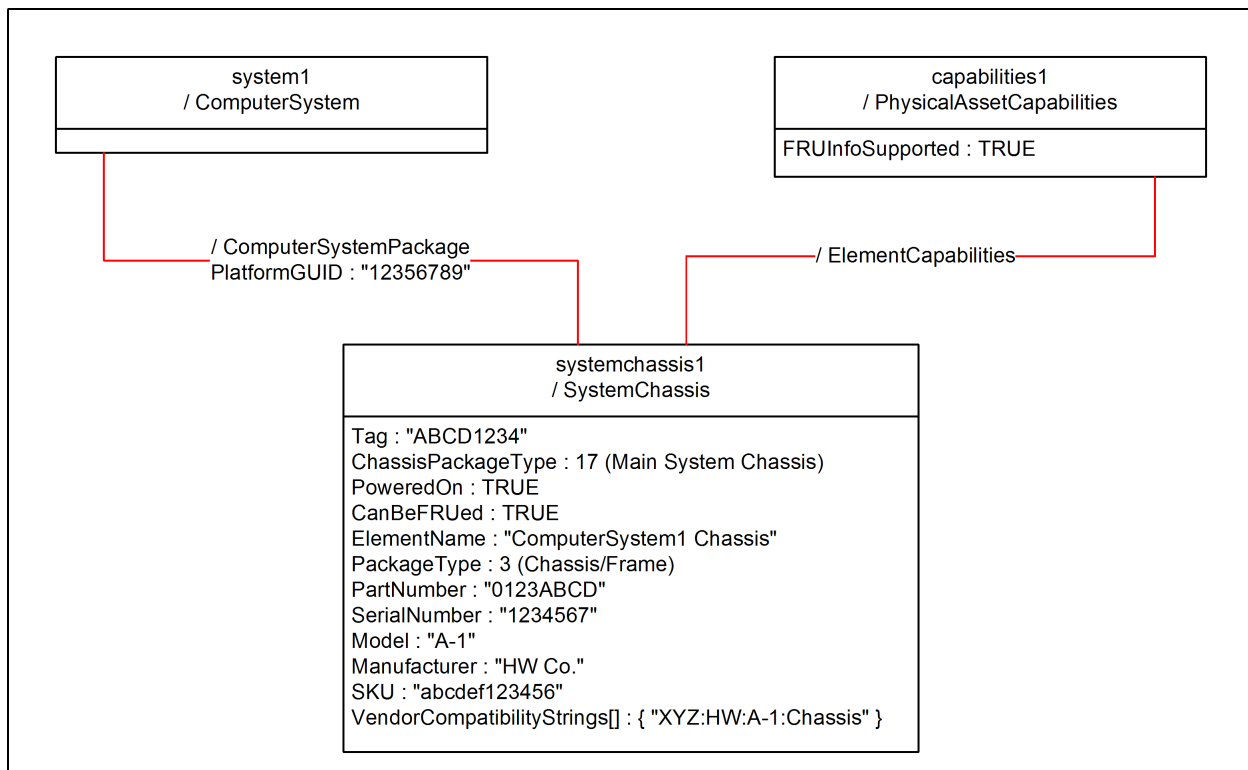 system1
/ ComputerSystem
capabilities1
/ PhysicalAssetCapabilities
FRUInfoSupported : TRUE
/ ComputerSystemPackage
PlatformGUID : "12356789"
/ ElementCapabilities
systemchassis1
/ SystemChassis
Tag : "ABCD1234"
ChassisPackageType : 17 (Main System Chassis)
PoweredOn : TRUE
CanBeFRUed : TRUE
ElementName : "ComputerSystem1 Chassis"
PackageType : 3 (Chassis/Frame)
PartNumber : "0123ABCD"
SerialNumber : "1234567"
Model : "A-1"
Manufacturer : "HW Co."
SKU : "abcdef123456"
VendorCompatibilityStrings[] : { "XYZ:HW:A-1:Chassis" }